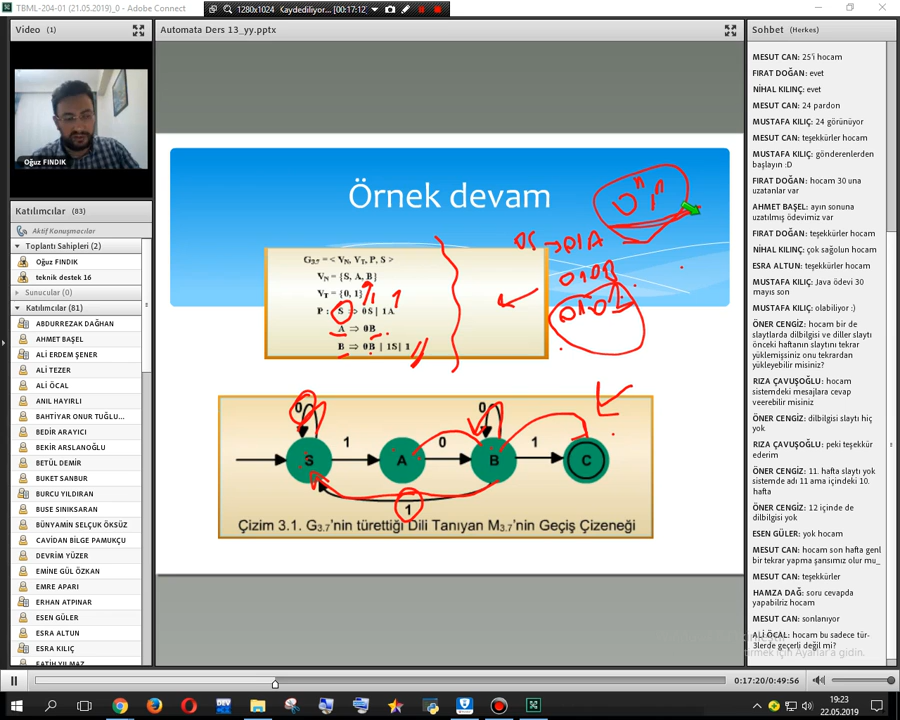 TBML-204-01 (21.05.2019)_0 - Adobe Connect
1280x1024 Kaydediliyor... [00:17:12]
Video (1)
Oğuz FINDIK
Katılımcılar (83)
Aktif Katılımcılar
Toplantı Sahipleri (2)
Oğuz FINDIK
teknik destek 16
Sunucular (0)
Katılımcılar (81)
ABDURREZAK DAĞHAN
AHMET BAŞEL
ALİ ERDEM ŞENER
ALİ TEZER
ALİ ÖCAL
ANIL HAYIRLI
BAHTİYAR ONUR TUĞLU...
BEDİR ARAYICI
BEKİR ARSLANOĞLU
BETÜL DEMİR
BUKET SANBUR
BURCU YILDIRAN
BUSE SINIKSARAN
BÜNYAMİN SELÇUK ÖKSÜZ
CAVİDAN BİLGE PAMUKÇU
DEVRİM YÜZER
EMİNE GÜL ÖZKAN
EMRE APARI
ERHAN ATPINAR
ESEN GÜLER
ESRA ALTUN
ESRA KILIÇ
FATİH YILMAZ
Automata Ders 13_yy.pptx
Örnek devam
0ⁿ1ⁿ
G3.7 = < VN, VT, P, S >
VN = {S, A, B}
VT = {0, 1}
P : S ⇒ 0S | 1A
A ⇒ 0B
B ⇒ 0B | 1S | 1
0S → 01A
010B
0
1
S
A
0
0
B
1
C
1
Çizim 3.1. G3.7'nin türettiği Dili Tanıyan M3.7'nin Geçiş Çizeneği
Sohbet (Herkes)
MESUT CAN: 25'i hocam
FIRAT DOĞAN: evet
NİHAL KILINÇ: evet
MESUT CAN: 24 pardon
MUSTAFA KILIÇ: 24 görünüyor
MESUT CAN: teşekkürler hocam
MUSTAFA KILIÇ: gönderenlerden
başlayın :D
FIRAT DOĞAN: hocam 30 una
uzatanlar var
AHMET BAŞEL: ayın sonuna
uzatılmış ödevimiz var
FIRAT DOĞAN: teşekkürler hocam
NİHAL KILINÇ: çok sağolun hocam
ESRA ALTUN: teşekkürler hocam
MUSTAFA KILIÇ: Java ödevi 30
mayıs son
MUSTAFA KILIÇ: olabiliyor :)
ÖNER CENGİZ: hocam bir de
slaytlarda dilbilgisi ve diller slaytı
önceki haftanın slaytını tekrar
yüklemişsiniz onu tekrardan
yükleyebilir misiniz?
RIZA ÇAVUŞOĞLU: hocam
sistemdeki mesajlara cevap
veerebilir misiniz
ÖNER CENGİZ: dilbilgisi slaytı hiç
yok
RIZA ÇAVUŞOĞLU: peki teşekkür
ederim
ÖNER CENGİZ: 11. hafta slaytı yok
sistemde adı 11 ama içindeki 10.
hafta
ÖNER CENGİZ: 12 içinde de
dilbilgisi yok
ESEN GÜLER: yok hocam
MESUT CAN: hocam son hafta genl
bir tekrar yapma şansımız olur mu_
MESUT CAN: teşekkürler
HAMZA DAĞ: soru cevapda
yapabilriz hocam
MESUT CAN: sonlanıyor
ALİ ÖCAL: hocam bu sadece tür-
3lerde geçerli değil mi?
0:17:20/0:49:56
19:23
22.05.2019